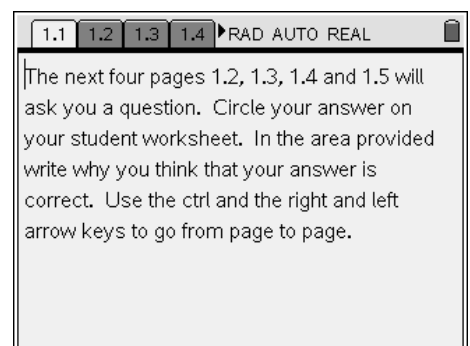 1.1 1.2 1.3 1.4 RAD AUTO REAL
The next four pages 1.2, 1.3, 1.4 and 1.5 will
ask you a question. Circle your answer on
your student worksheet. In the area provided
write why you think that your answer is
correct. Use the ctrl and the right and left
arrow keys to go from page to page.